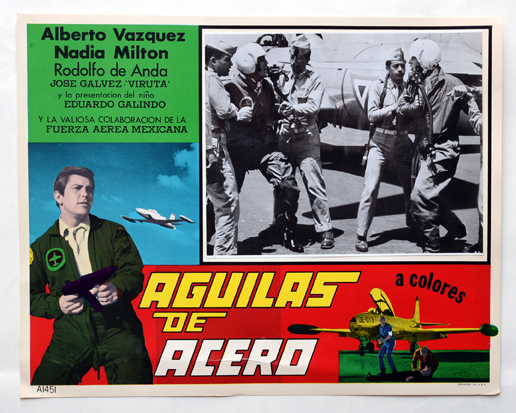 Alberto Vazquez
Nadia Milton
Rodolfo de Anda
JOSE GALVEZ "VIRUTA"
y la presentacion del niño
EDUARDO GALINDO
Y LA VALIOSA COLABORACION DE LA
FUERZA AEREA MEXICANA
AGUILAS
DE
ACERO
a colores
A1451